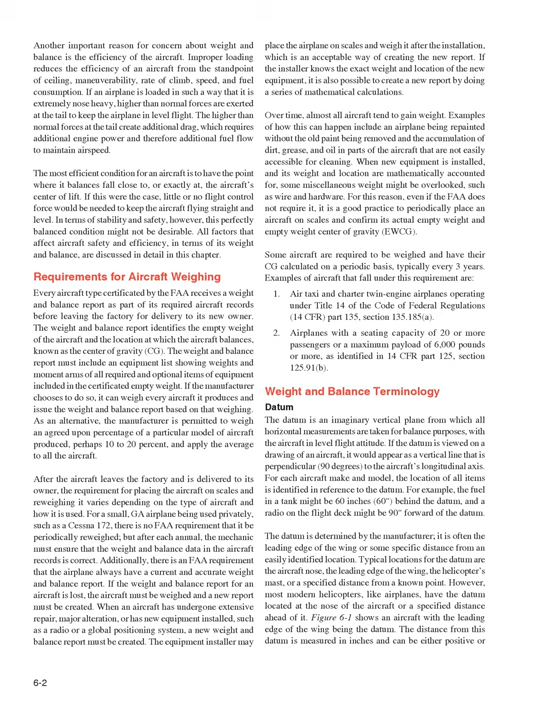 Another important reason for concern about weight and
balance is the efficiency of the aircraft. Improper loading
reduces the efficiency of an aircraft from the standpoint
of ceiling, maneuverability, rate of climb, speed, and fuel
consumption. If an airplane is loaded in such a way that it is
extremely nose heavy, higher than normal forces are exerted
at the tail to keep the airplane in level flight. The higher than
normal forces at the tail create additional drag, which requires
additional engine power and therefore additional fuel flow
to maintain airspeed.
The most efficient condition for an aircraft is to have the point
where it balances fall close to, or exactly at, the aircraft's
center of lift. If this were the case, little or no flight control
force would be needed to keep the aircraft flying straight and
level. In terms of stability and safety, however, this perfectly
balanced condition might not be desirable. All factors that
affect aircraft safety and efficiency, in terms of its weight
and balance, are discussed in detail in this chapter.
Requirements for Aircraft Weighing
Every aircraft type certificated by the FAA receives a weight
and balance report as part of its required aircraft records
before leaving the factory for delivery to its new owner.
The weight and balance report identifies the empty weight
of the aircraft and the location at which the aircraft balances,
known as the center of gravity (CG). The weight and balance
report must include an equipment list showing weights and
moment arms of all required and optional items of equipment
included in the certificated empty weight. If the manufacturer
chooses to do so, it can weigh every aircraft it produces and
issue the weight and balance report based on that weighing.
As an alternative, the manufacturer is permitted to weigh
an agreed upon percentage of a particular model of aircraft
produced, perhaps 10 to 20 percent, and apply the average
to all the aircraft.
After the aircraft leaves the factory and is delivered to its
owner, the requirement for placing the aircraft on scales and
reweighing it varies depending on the type of aircraft and
how it is used. For a small, GA airplane being used privately,
such as a Cessna 172, there is no FAA requirement that it be
periodically reweighed; but after each annual, the mechanic
must ensure that the weight and balance data in the aircraft
records is correct. Additionally, there is an FAA requirement
that the airplane always have a current and accurate weight
and balance report. If the weight and balance report for an
aircraft is lost, the aircraft must be weighed and a new report
must be created. When an aircraft has undergone extensive
repair, major alteration, or has new equipment installed, such
as a radio or a global positioning system, a new weight and
balance report must be created. The equipment installer may
place the airplane on scales and weigh it after the installation,
which is an acceptable way of creating the new report. If
the installer knows the exact weight and location of the new
equipment, it is also possible to create a new report by doing
a series of mathematical calculations.
Over time, almost all aircraft tend to gain weight. Examples
of how this can happen include an airplane being repainted
without the old paint being removed and the accumulation of
dirt, grease, and oil in parts of the aircraft that are not easily
accessible for cleaning. When new equipment is installed,
and its weight and location are mathematically accounted
for, some miscellaneous weight might be overlooked, such
as wire and hardware. For this reason, even if the FAA does
not require it, it is a good practice to periodically place an
aircraft on scales and confirm its actual empty weight and
empty weight center of gravity (EWCG).
Some aircraft are required to be weighed and have their
CG calculated on a periodic basis, typically every 3 years.
Examples of aircraft that fall under this requirement are:
1. Air taxi and charter twin-engine airplanes operating
under Title 14 of the Code of Federal Regulations
(14 CFR) part 135, section 135.185(a).
2. Airplanes with a seating capacity of 20 or more
passengers or a maximum payload of 6,000 pounds
or more, as identified in 14 CFR part 125, section
125.91(b).
Weight and Balance Terminology
Datum
The datum is an imaginary vertical plane from which all
horizontal measurements are taken for balance purposes, with
the aircraft in level flight attitude. If the datum is viewed on a
drawing of an aircraft, it would appear as a vertical line that is
perpendicular (90 degrees) to the aircraft's longitudinal axis.
For each aircraft make and model, the location of all items
is identified in reference to the datum. For example, the fuel
in a tank might be 60 inches (60") behind the datum, and a
radio on the flight deck might be 90" forward of the datum.
The datum is determined by the manufacturer; it is often the
leading edge of the wing or some specific distance from an
easily identified location. Typical locations for the datum are
the aircraft nose, the leading edge of the wing, the helicopter's
mast, or a specified distance from a known point. However,
most modern helicopters, like airplanes, have the datum
located at the nose of the aircraft or a specified distance
ahead of it. Figure 6-1 shows an aircraft with the leading
edge of the wing being the datum. The distance from this
datum is measured in inches and can be either positive or
6-2